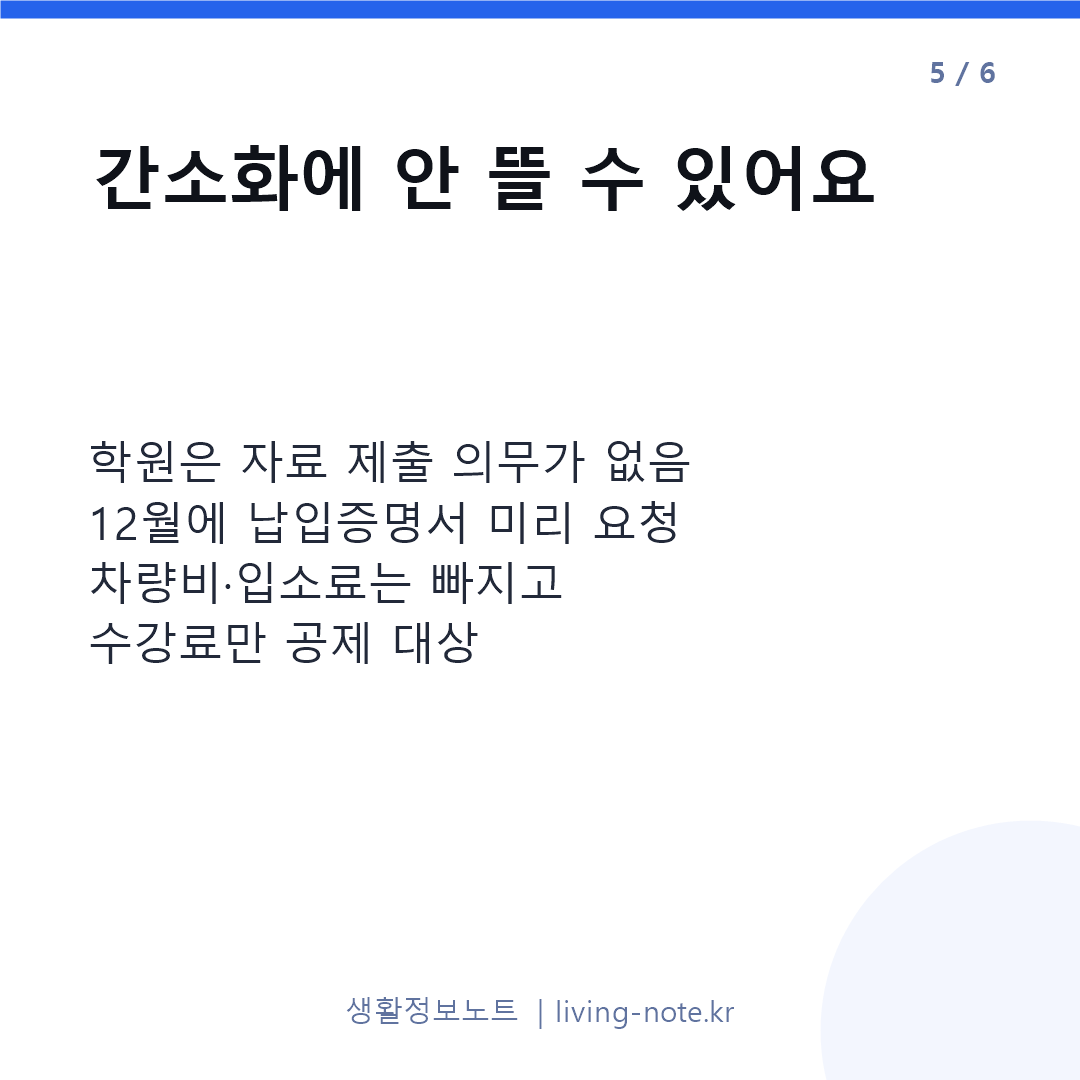 5 / 6
간소화에 안 뜰 수 있어요
학원은 자료 제출 의무가 없음
12월에 납입증명서 미리 요청
차량비·입소료는 빠지고
수강료만 공제 대상
생활정보노트 | living-note.kr